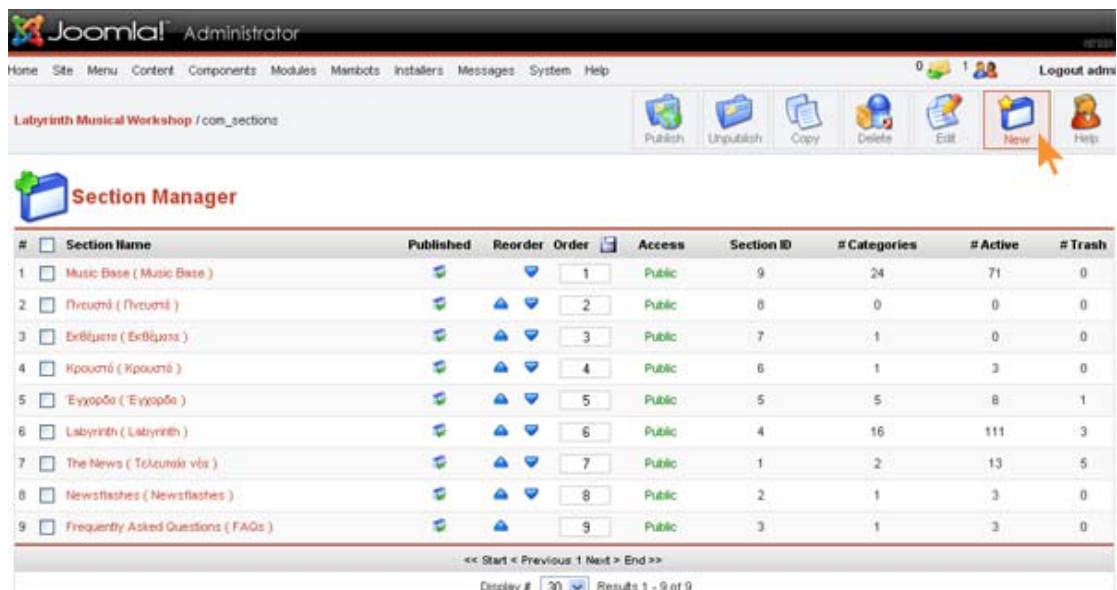 Joomla! Administrator
version
Home Site Menu Content Components Modules Mambots Installers Messages System Help 0 1 Logout admi
Labyrinth Musical Workshop / com_sections
Publish Unpublish Copy Delete Edit New Help
Section Manager
# Section Name Published Reorder Order Access Section ID # Categories # Active # Trash
1 Music Base ( Music Base ) 1 Public 9 24 71 0
2 Πνευστά ( Πνευστά ) 2 Public 8 0 0 0
3 Εκθέματα ( Εκθέματα ) 3 Public 7 1 0 0
4 Κρουστά ( Κρουστά ) 4 Public 6 1 3 0
5 Έγχορδα ( Έγχορδα ) 5 Public 5 5 8 1
6 Labyrinth ( Labyrinth ) 6 Public 4 16 111 3
7 The News ( Τελευταία νέα ) 7 Public 1 2 13 5
8 Newsflashes ( Newsflashes ) 8 Public 2 1 3 0
9 Frequently Asked Questions ( FAQs ) 9 Public 3 1 3 0
<< Start < Previous 1 Next > End >>
Display # 30 Results 1 - 9 of 9